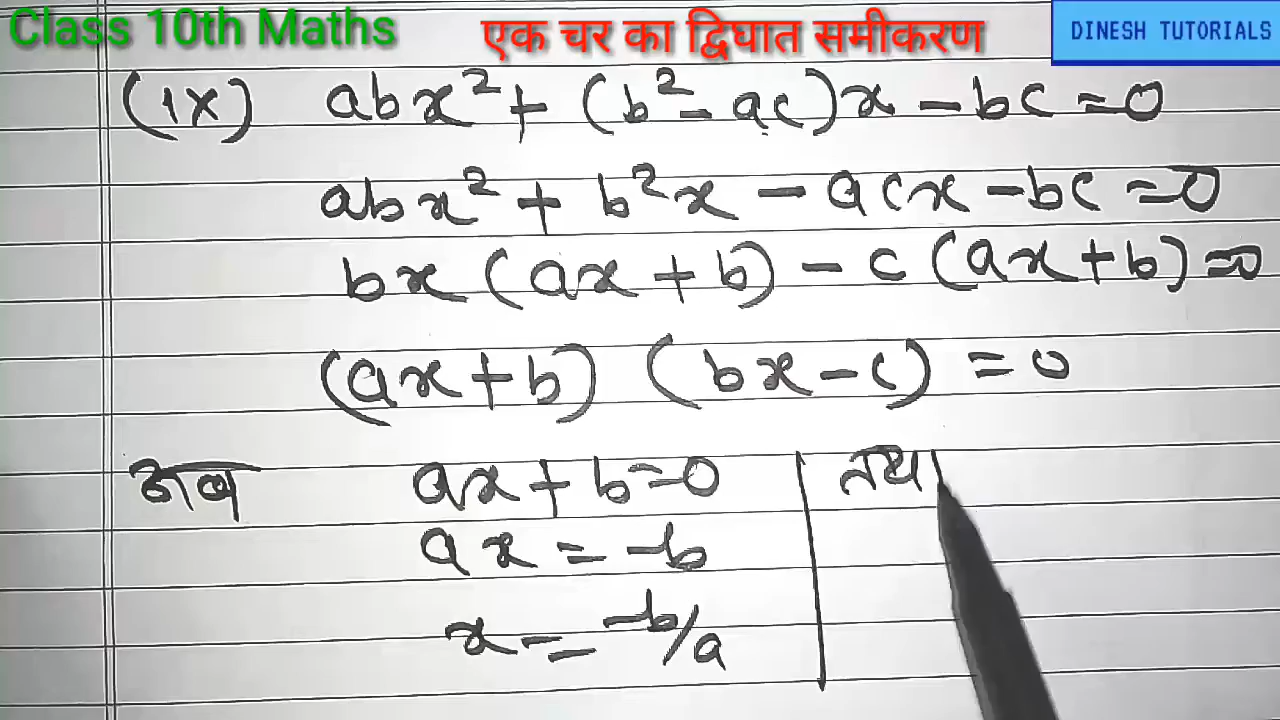 Class 10th Maths
एक चर का द्विघात समीकरण
DINESH TUTORIALS
(ix) abx² + (b² - ac)x - bc = 0
abx² + b²x - acx - bc = 0
bx (ax + b) - c (ax + b) = 0
(ax + b) (bx - c) = 0
अब ax + b = 0 तथा
ax = -b
x = -b/a